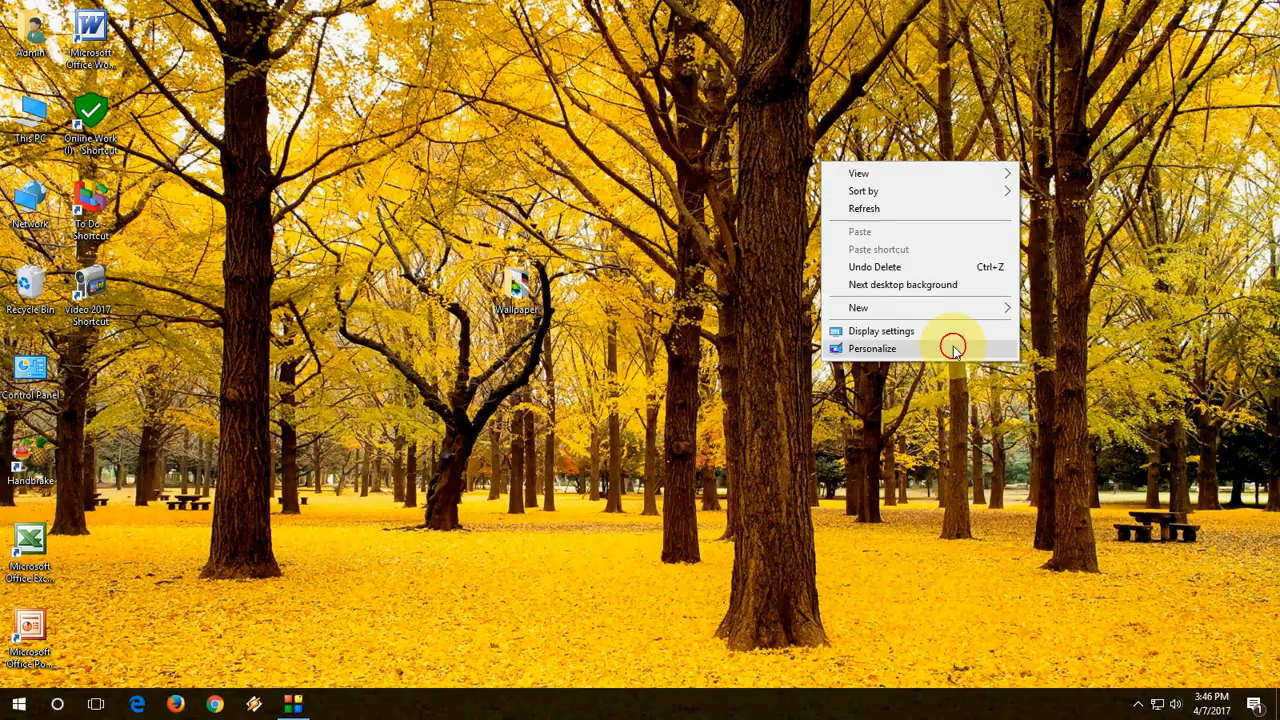 Admin
Microsoft
Office Wo...
This PC
Online Work
(I) - Shortcut
Network
To Do -
Shortcut
Recycle Bin
Video 2017 -
Shortcut
Control Panel
Handbrake
Microsoft
Office Exc...
Microsoft
Office Po...
Wallpaper
View
Sort by
Refresh
Paste
Paste shortcut
Undo Delete Ctrl+Z
Next desktop background
New
Display settings
Personalize
3:46 PM
4/7/2017
1